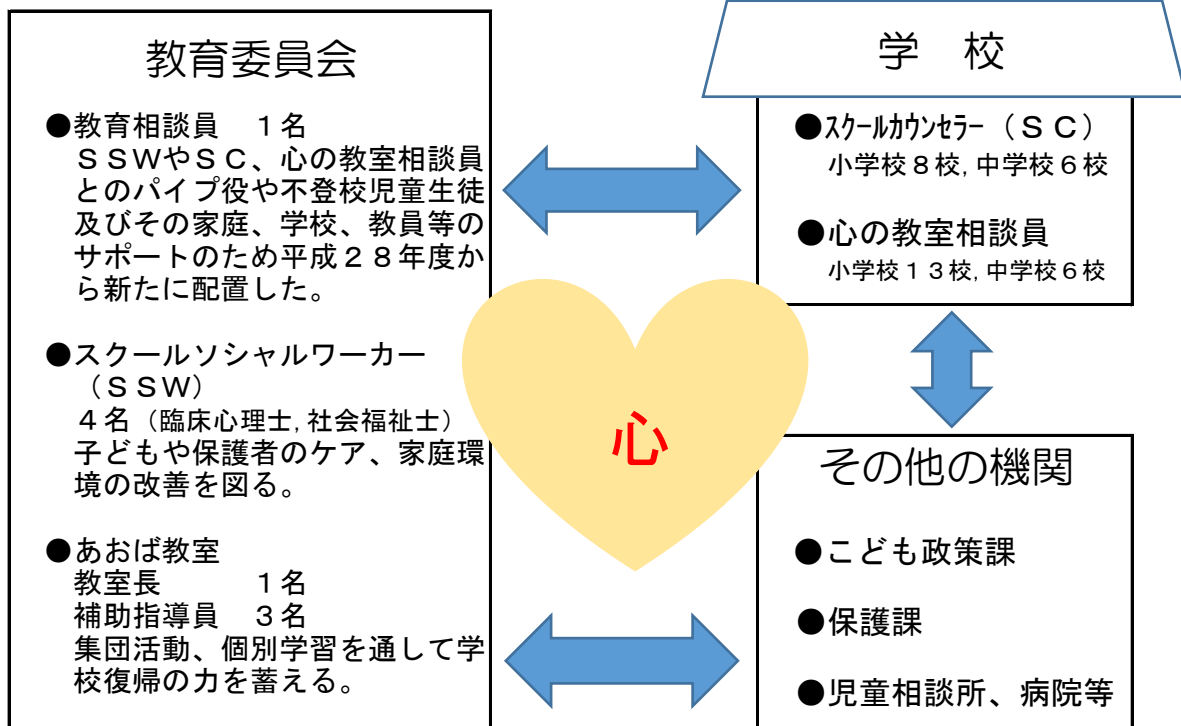 教育委員会
●教育相談員　１名
ＳＳＷやＳＣ、心の教室相談員
とのパイプ役や不登校児童生徒
及びその家庭、学校、教員等の
サポートのため平成２８年度か
ら新たに配置した。
●スクールソシャルワーカー
（ＳＳＷ）
４名（臨床心理士,社会福祉士）
子どもや保護者のケア、家庭環
境の改善を図る。
●あおば教室
教室長　　　１名
補助指導員　３名
集団活動、個別学習を通して学
校復帰の力を蓄える。
心
学　校
●ｽｸｰﾙｶｳﾝｾﾗｰ（ＳＣ）
小学校８校,中学校６校
●心の教室相談員
小学校１３校,中学校６校
その他の機関
●こども政策課
●保護課
●児童相談所、病院等